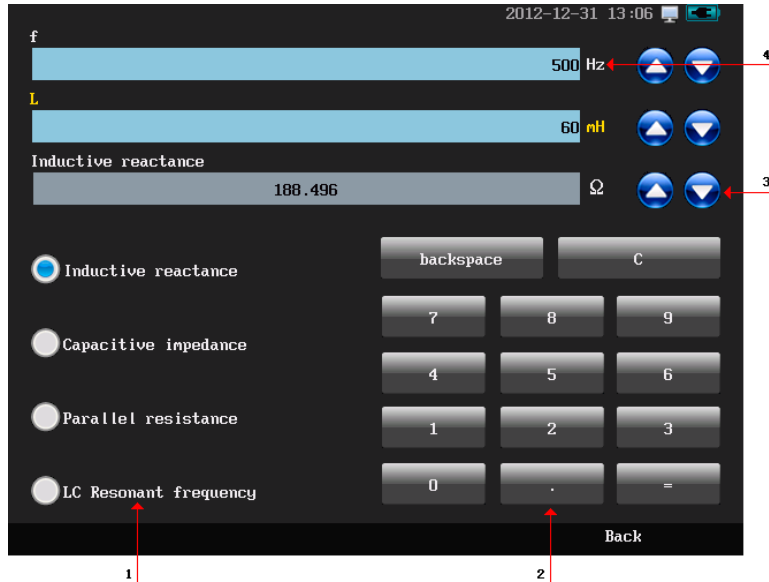 2012-12-31 13:06
f
500 Hz
4
L
60 mH
Inductive reactance
188.496 Ω
3
Inductive reactance
backspace C
7 8 9
Capacitive impedance
4 5 6
Parallel resistance
1 2 3
LC Resonant frequency
0 . =
Back
1 2